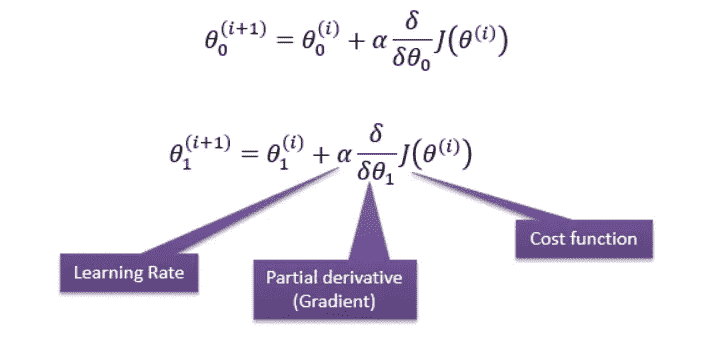 θ₀⁽ⁱ⁺¹⁾ = θ₀⁽ⁱ⁾ + α δ/δθ₀ J(θ⁽ⁱ⁾)
θ₁⁽ⁱ⁺¹⁾ = θ₁⁽ⁱ⁾ + α δ/δθ₁ J(θ⁽ⁱ⁾)
Learning Rate
Partial derivative
(Gradient)
Cost function